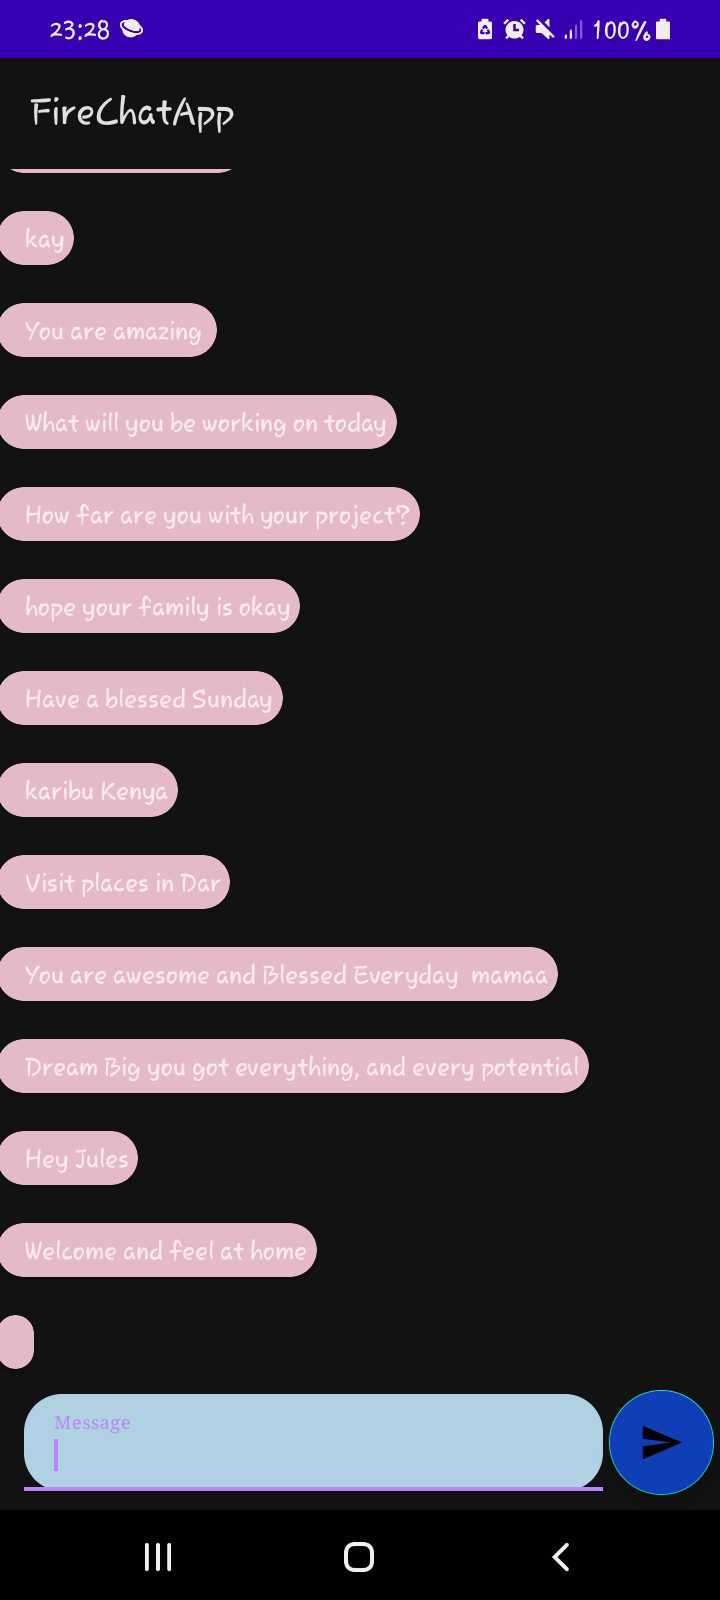 23:28 100%
FireChatApp
kay
You are amazing
What will you be working on today
How far are you with your project?
hope your family is okay
Have a blessed Sunday
karibu Kenya
Visit places in Dar
You are awesome and Blessed Everyday  mamaa
Dream Big you got everything, and every potential
Hey Jules
Welcome and feel at home
Message